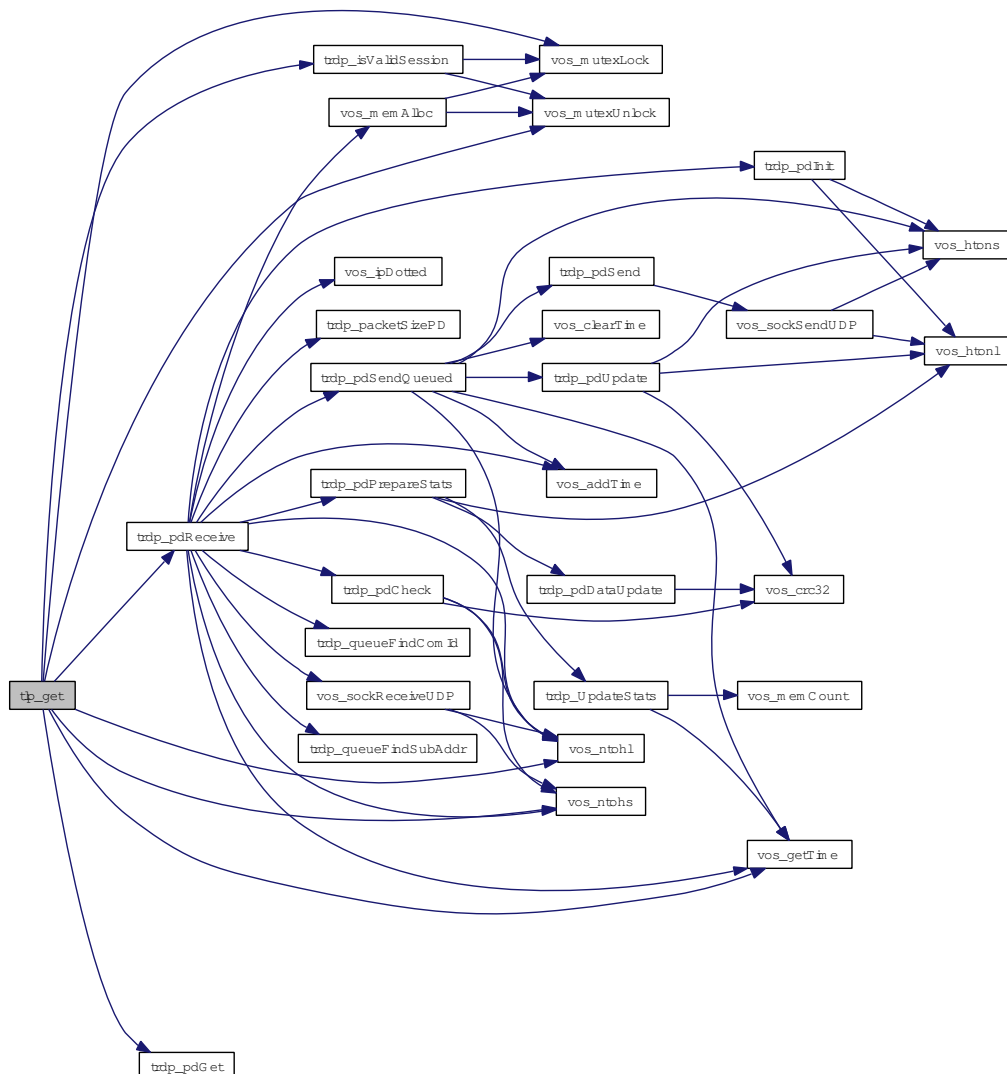 trdp_isValidSession
vos_mutexLock
vos_memAlloc
vos_mutexUnlock
trdp_pdInit
vos_htons
vos_ipDotted
trdp_pdSend
trdp_packetSizePD
vos_clearTime
vos_sockSendUDP
vos_htonl
trdp_pdSendQueued
trdp_pdUpdate
trdp_pdPrepareStats
vos_addTime
trdp_pdReceive
trdp_pdCheck
trdp_pdDataUpdate
vos_crc32
trdp_queueFindComId
tlp_get
vos_sockReceiveUDP
trdp_UpdateStats
vos_memCount
trdp_queueFindSubAddr
vos_ntohl
vos_ntohs
vos_getTime
trdp_pdGet